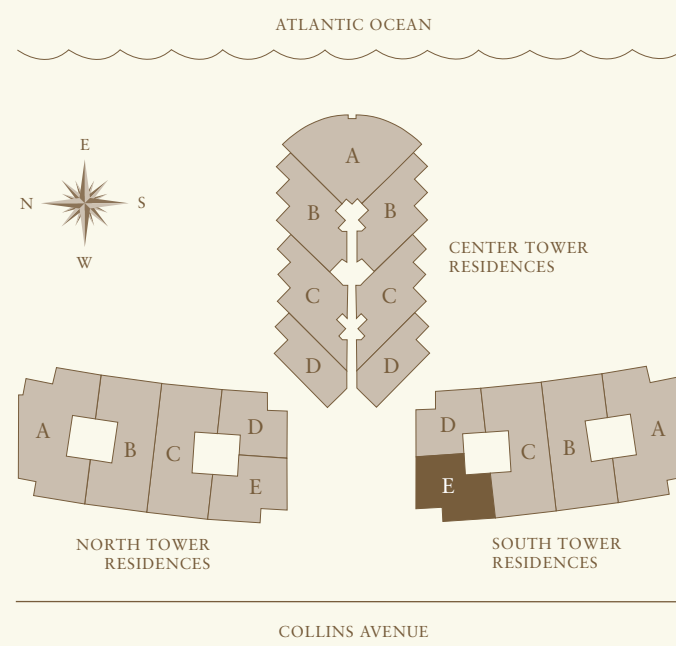 ATLANTIC OCEAN
E
N
S
W
A
B
B
CENTER TOWER
RESIDENCES
C
C
D
D
A
B
C
D
E
D
E
C
B
A
NORTH TOWER
RESIDENCES
SOUTH TOWER
RESIDENCES
COLLINS AVENUE